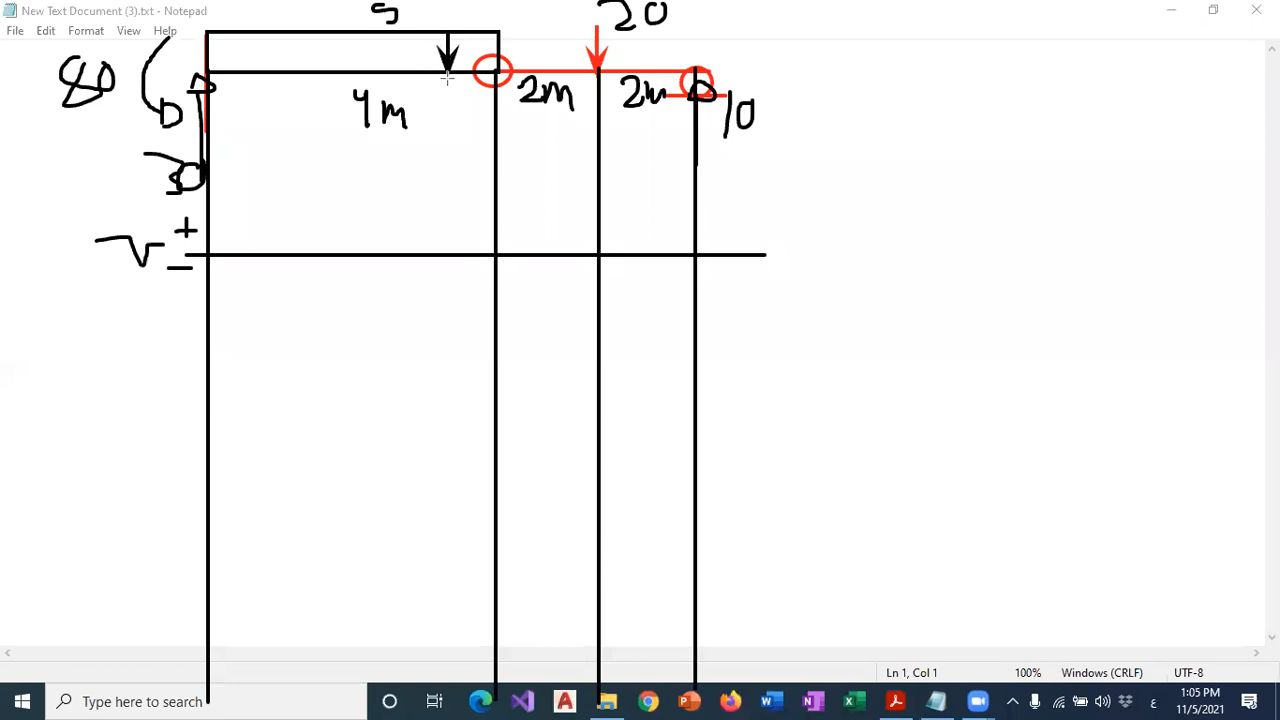 New Text Document (3).txt - Notepad
File Edit Format View Help
5
20
80
4m
2m
2m
10
30
+
V
-
Ln 1, Col 1 100% Windows (CRLF) UTF-8
Type here to search
ع
1:05 PM
11/5/2021